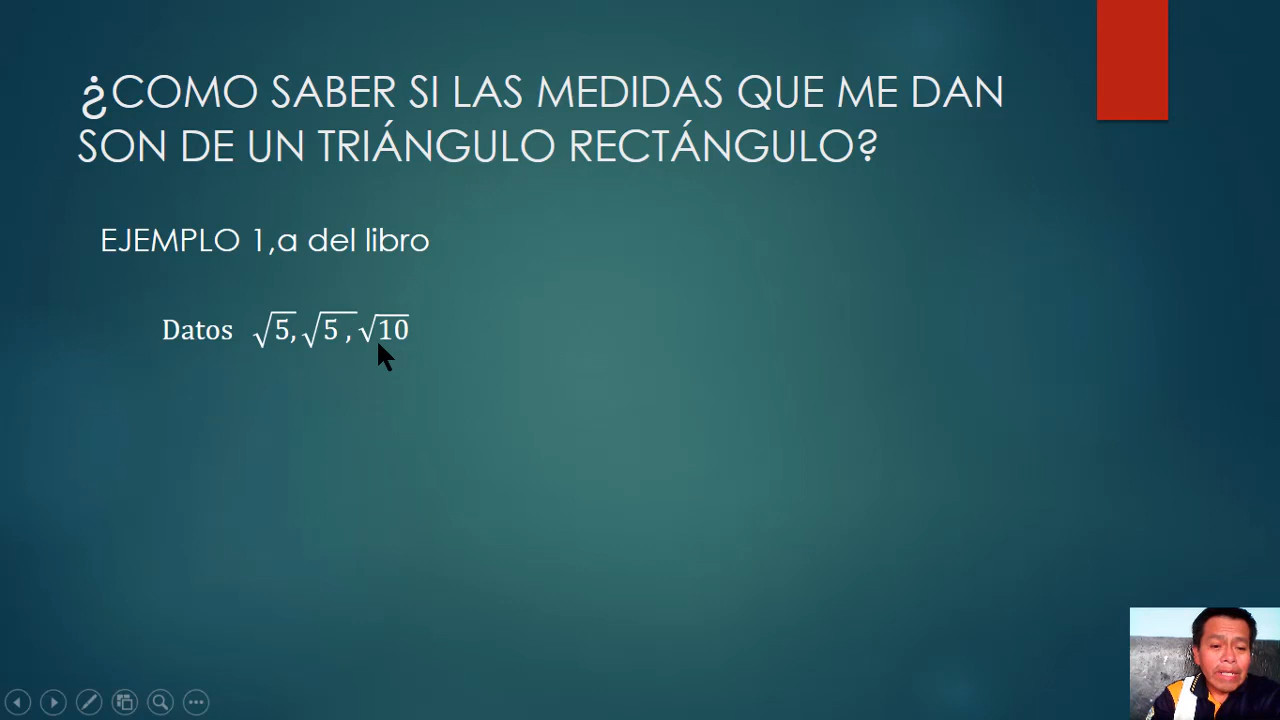 ¿COMO SABER SI LAS MEDIDAS QUE ME DAN
SON DE UN TRIÁNGULO RECTÁNGULO?
EJEMPLO 1,a del libro
Datos √5, √5 , √10